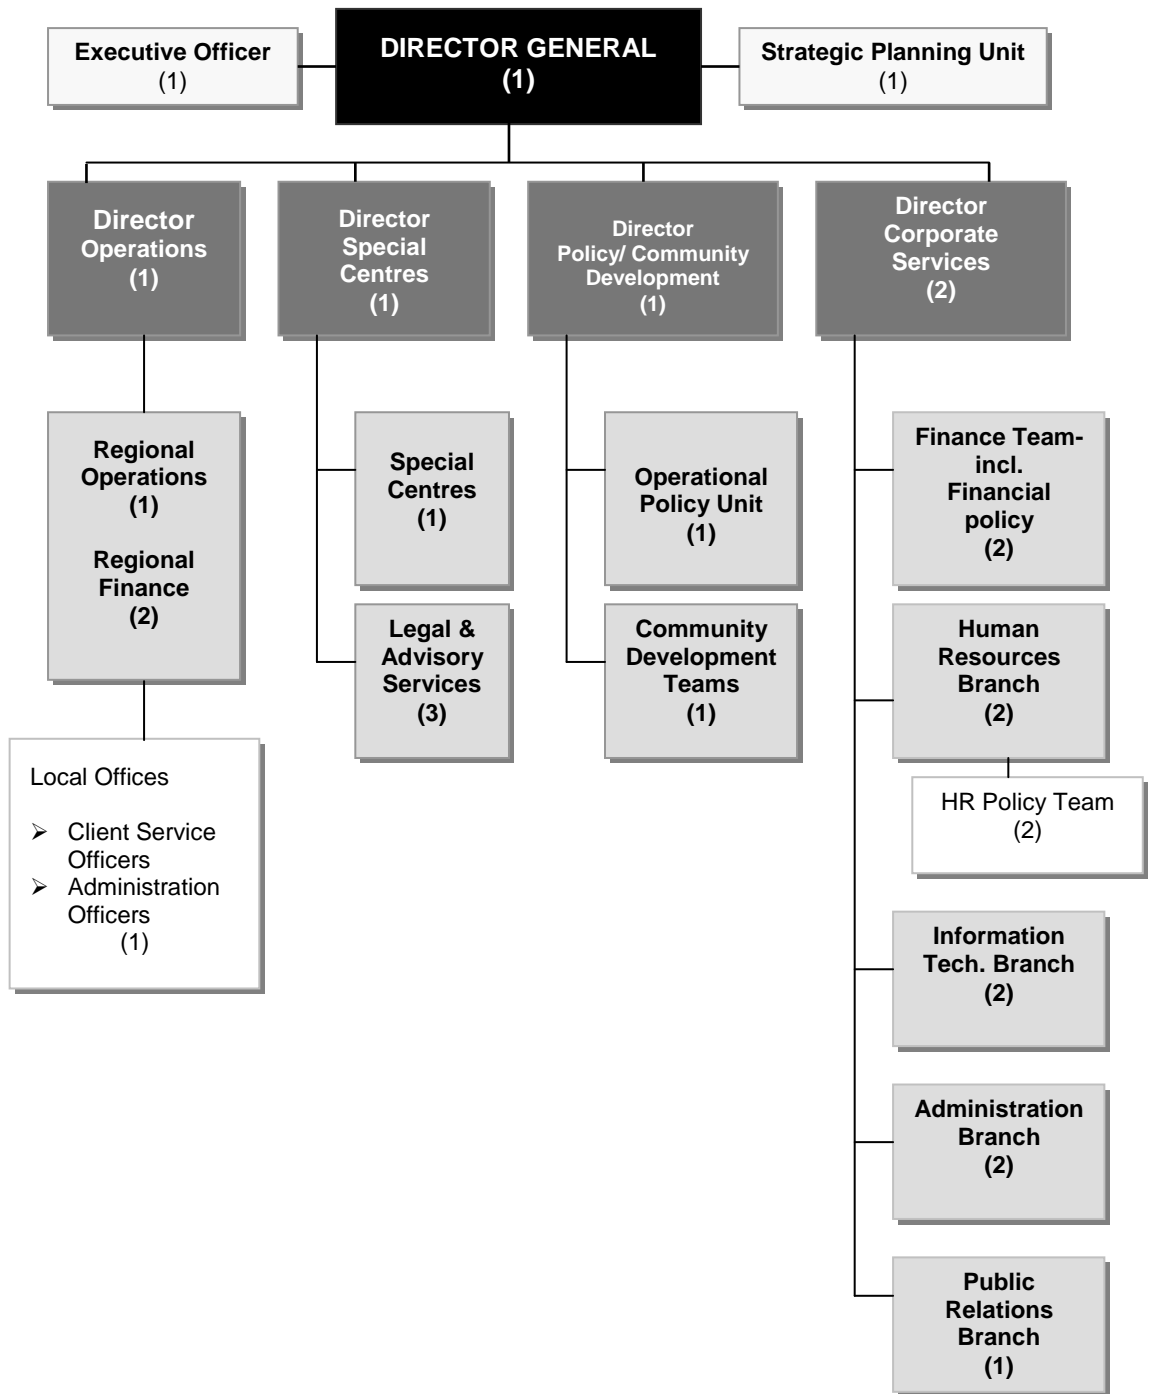 Executive Officer
(1)
DIRECTOR GENERAL
(1)
Strategic Planning Unit
(1)
Director
Operations
(1)
Director
Special
Centres
(1)
Director
Policy/ Community
Development
(1)
Director
Corporate
Services
(2)
Regional
Operations
(1)
Regional
Finance
(2)
Local Offices
➢ Client Service
Officers
➢ Administration
Officers
(1)
Special
Centres
(1)
Legal &
Advisory
Services
(3)
Operational
Policy Unit
(1)
Community
Development
Teams
(1)
Finance Team-
incl.
Financial
policy
(2)
Human
Resources
Branch
(2)
HR Policy Team
(2)
Information
Tech. Branch
(2)
Administration
Branch
(2)
Public
Relations
Branch
(1)